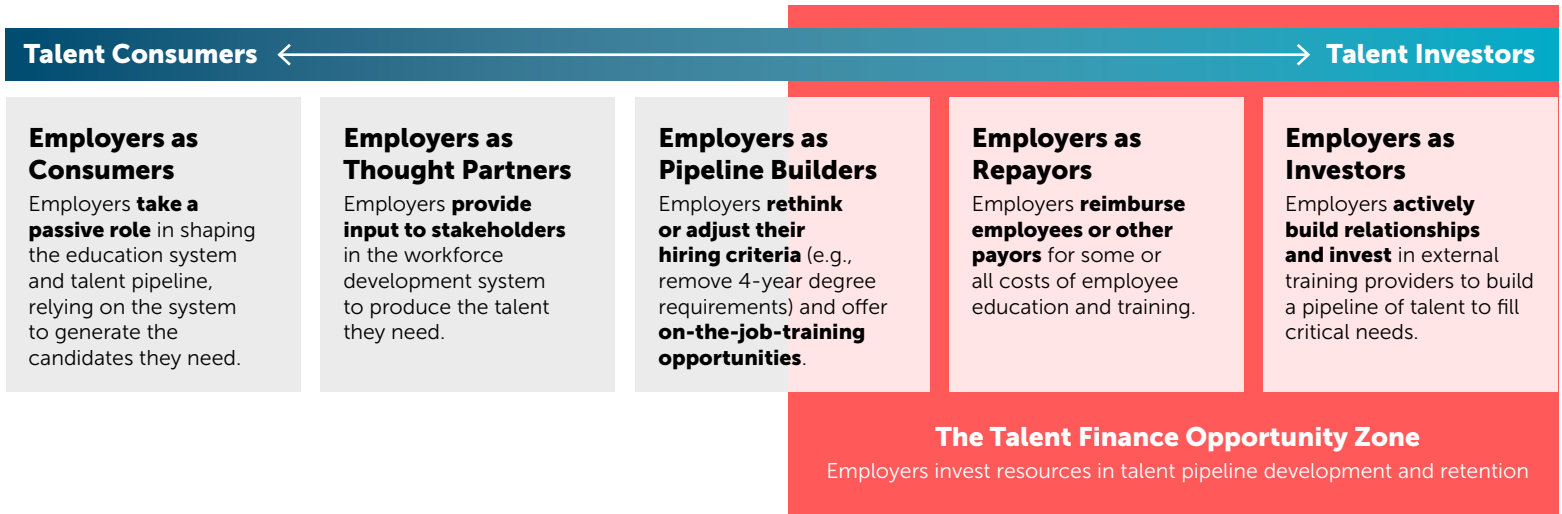 Talent Consumers
Talent Investors
Employers as
Consumers
Employers take a
passive role in shaping
the education system
and talent pipeline,
relying on the system
to generate the
candidates they need.
Employers as
Thought Partners
Employers provide
input to stakeholders
in the workforce
development system
to produce the talent
they need.
Employers as
Pipeline Builders
Employers rethink
or adjust their
hiring criteria (e.g.,
remove 4-year degree
requirements) and offer
on-the-job-training
opportunities.
Employers as
Repayors
Employers reimburse
employees or other
payors for some or
all costs of employee
education and training.
Employers as
Investors
Employers actively
build relationships
and invest in external
training providers to build
a pipeline of talent to fill
critical needs.
The Talent Finance Opportunity Zone
Employers invest resources in talent pipeline development and retention